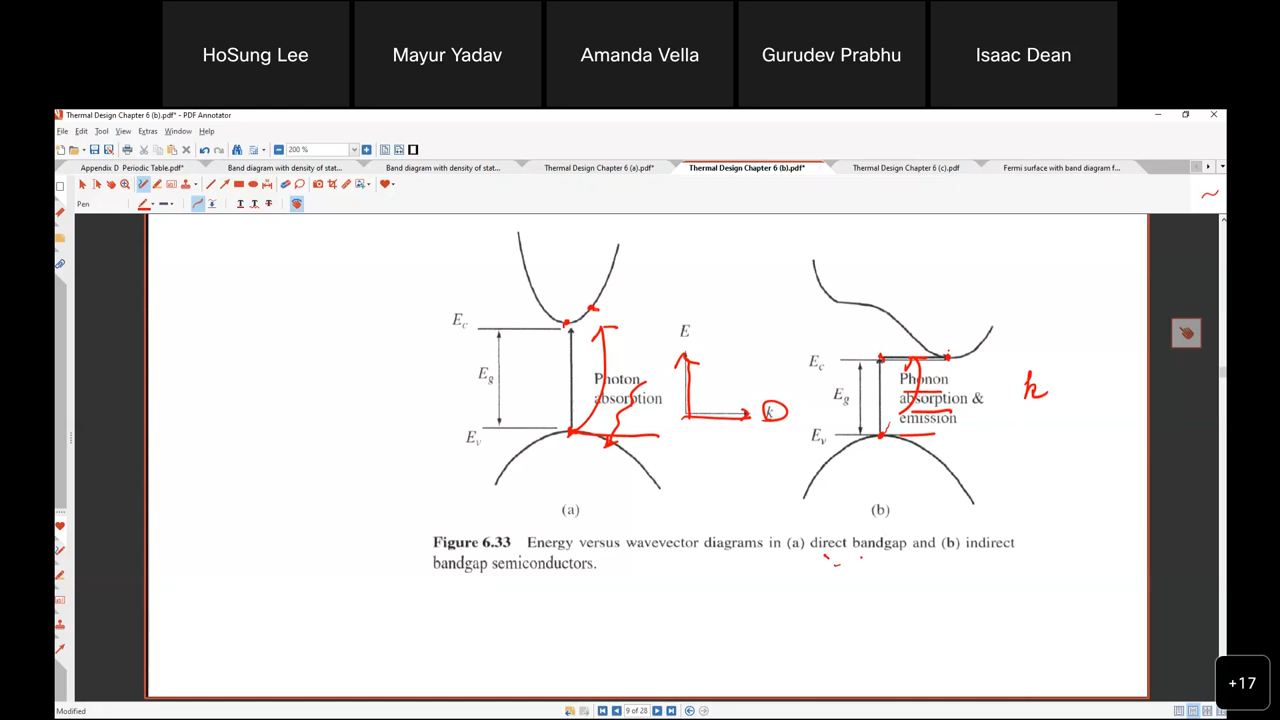 HoSung Lee
Mayur Yadav
Amanda Vella
Gurudev Prabhu
Isaac Dean
Thermal Design Chapter 6 (b).pdf* - PDF Annotator
File Edit Tool View Extras Window Help
200 %
Appendix D Periodic Table.pdf*
Band diagram with density of stat...
Band diagram with density of stat...
Thermal Design Chapter 6 (a).pdf*
Thermal Design Chapter 6 (b).pdf*
Thermal Design Chapter 6 (c).pdf
Fermi surface with band diagram f...
Pen
Ec
Eg
Ev
Photon
absorption
E
k
Ec
Eg
Ev
Phonon
absorption &
emission
k
(a)
(b)
Figure 6.33 Energy versus wavevector diagrams in (a) direct bandgap and (b) indirect
bandgap semiconductors.
Modified
9 of 28
+17